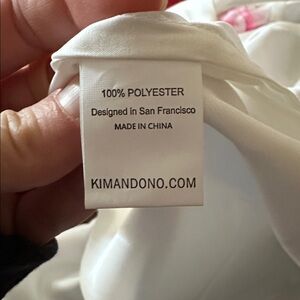 100% POLYESTER
Designed in San Francisco
MADE IN CHINA
KIMANDONO.COM